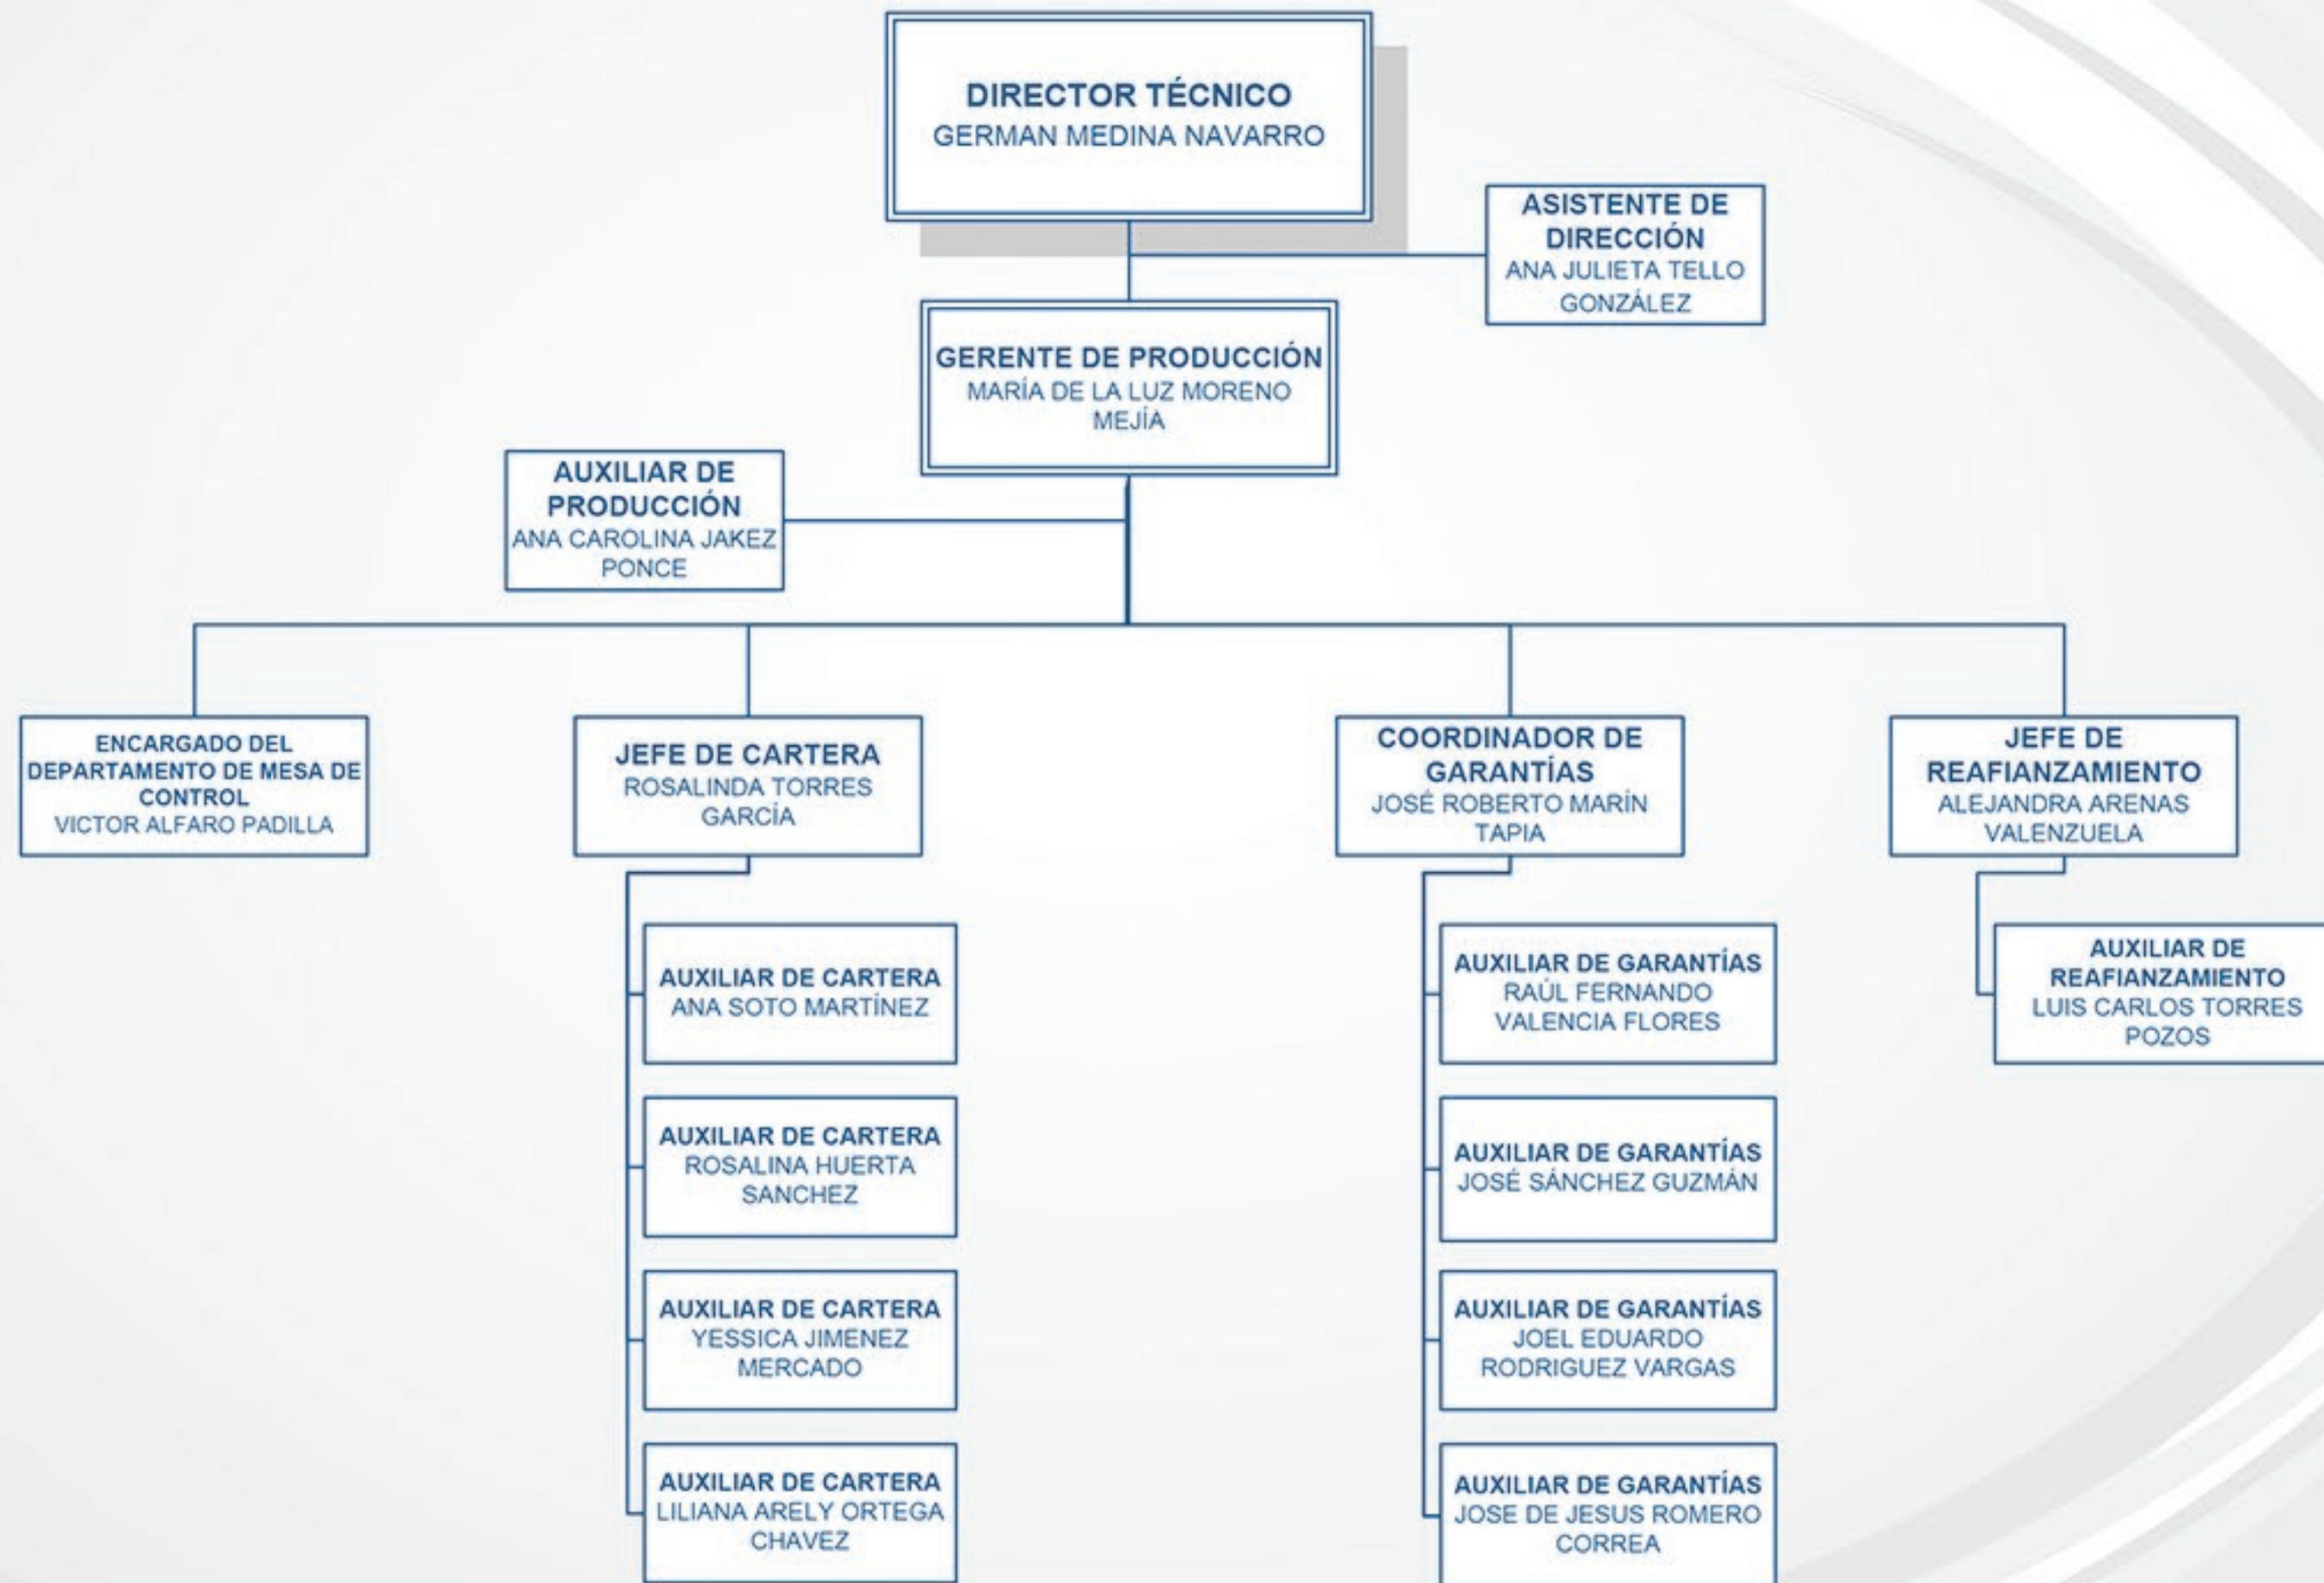 DIRECTOR TÉCNICO
GERMAN MEDINA NAVARRO
ASISTENTE DE
DIRECCIÓN
ANA JULIETA TELLO
GONZÁLEZ
GERENTE DE PRODUCCIÓN
MARÍA DE LA LUZ MORENO
MEJÍA
AUXILIAR DE
PRODUCCIÓN
ANA CAROLINA JAKEZ
PONCE
ENCARGADO DEL
DEPARTAMENTO DE MESA DE
CONTROL
VICTOR ALFARO PADILLA
JEFE DE CARTERA
ROSALINDA TORRES
GARCÍA
COORDINADOR DE
GARANTÍAS
JOSÉ ROBERTO MARÍN
TAPIA
JEFE DE
REAFIANZAMIENTO
ALEJANDRA ARENAS
VALENZUELA
AUXILIAR DE CARTERA
ANA SOTO MARTÍNEZ
AUXILIAR DE CARTERA
ROSALINA HUERTA
SANCHEZ
AUXILIAR DE CARTERA
YESSICA JIMENEZ
MERCADO
AUXILIAR DE CARTERA
LILIANA ARELY ORTEGA
CHAVEZ
AUXILIAR DE GARANTÍAS
RAÚL FERNANDO
VALENCIA FLORES
AUXILIAR DE GARANTÍAS
JOSÉ SÁNCHEZ GUZMÁN
AUXILIAR DE GARANTÍAS
JOEL EDUARDO
RODRIGUEZ VARGAS
AUXILIAR DE GARANTÍAS
JOSE DE JESUS ROMERO
CORREA
AUXILIAR DE
REAFIANZAMIENTO
LUIS CARLOS TORRES
POZOS